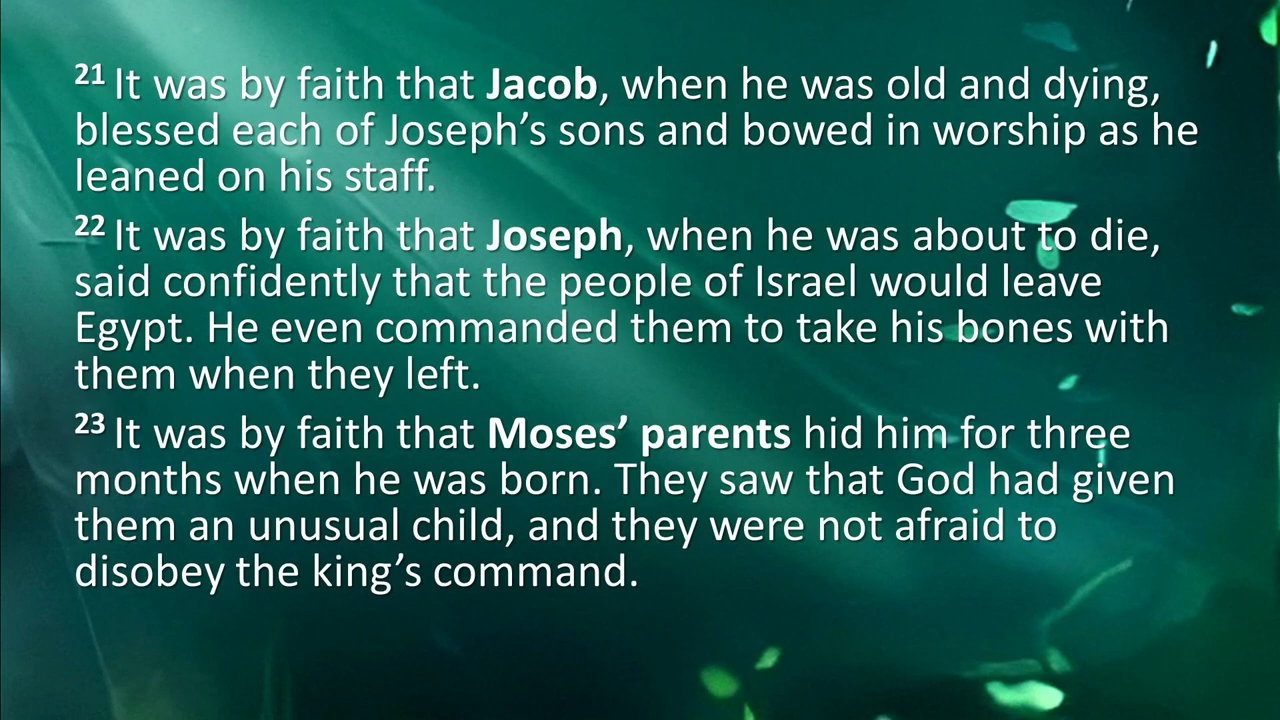 21 It was by faith that Jacob, when he was old and dying,
blessed each of Joseph’s sons and bowed in worship as he
leaned on his staff.
22 It was by faith that Joseph, when he was about to die,
said confidently that the people of Israel would leave
Egypt. He even commanded them to take his bones with
them when they left.
23 It was by faith that Moses’ parents hid him for three
months when he was born. They saw that God had given
them an unusual child, and they were not afraid to
disobey the king’s command.